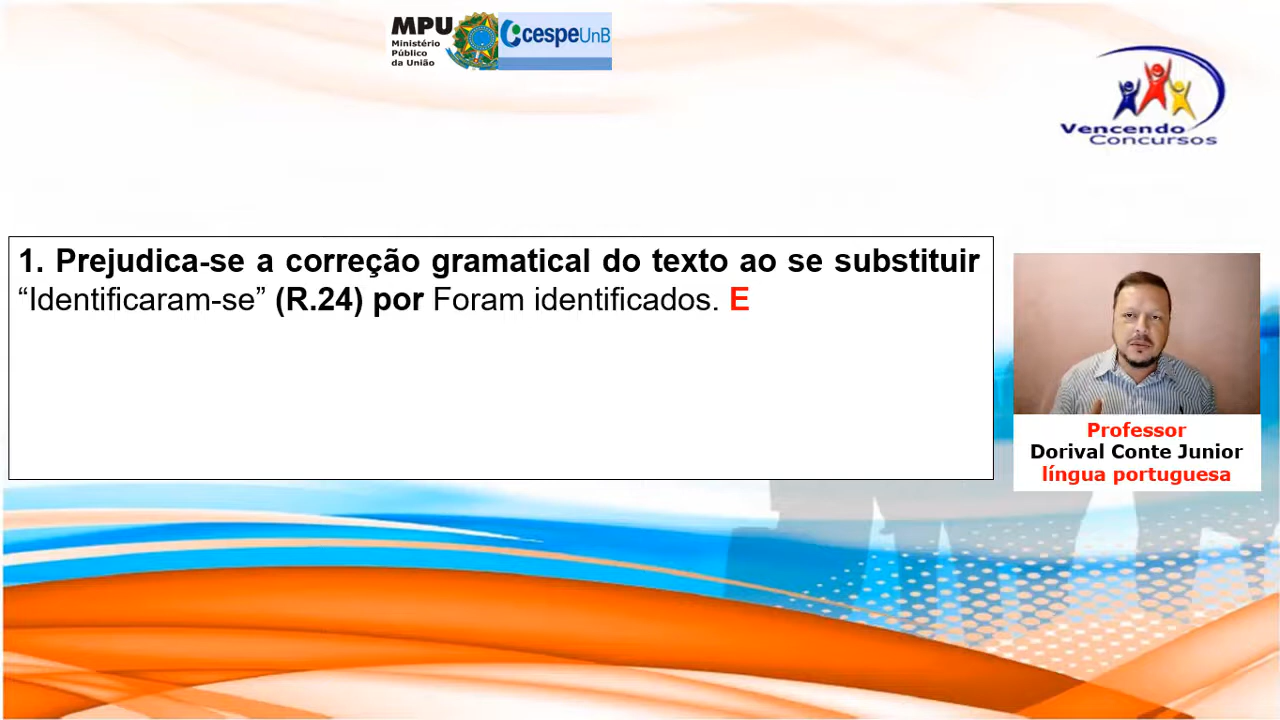 MPU
Ministério
Público
da União
cespeUnB
Vencendo
Concursos
1. Prejudica-se a correção gramatical do texto ao se substituir
“Identificaram-se” (R.24) por Foram identificados. E
Professor
Dorival Conte Junior
língua portuguesa